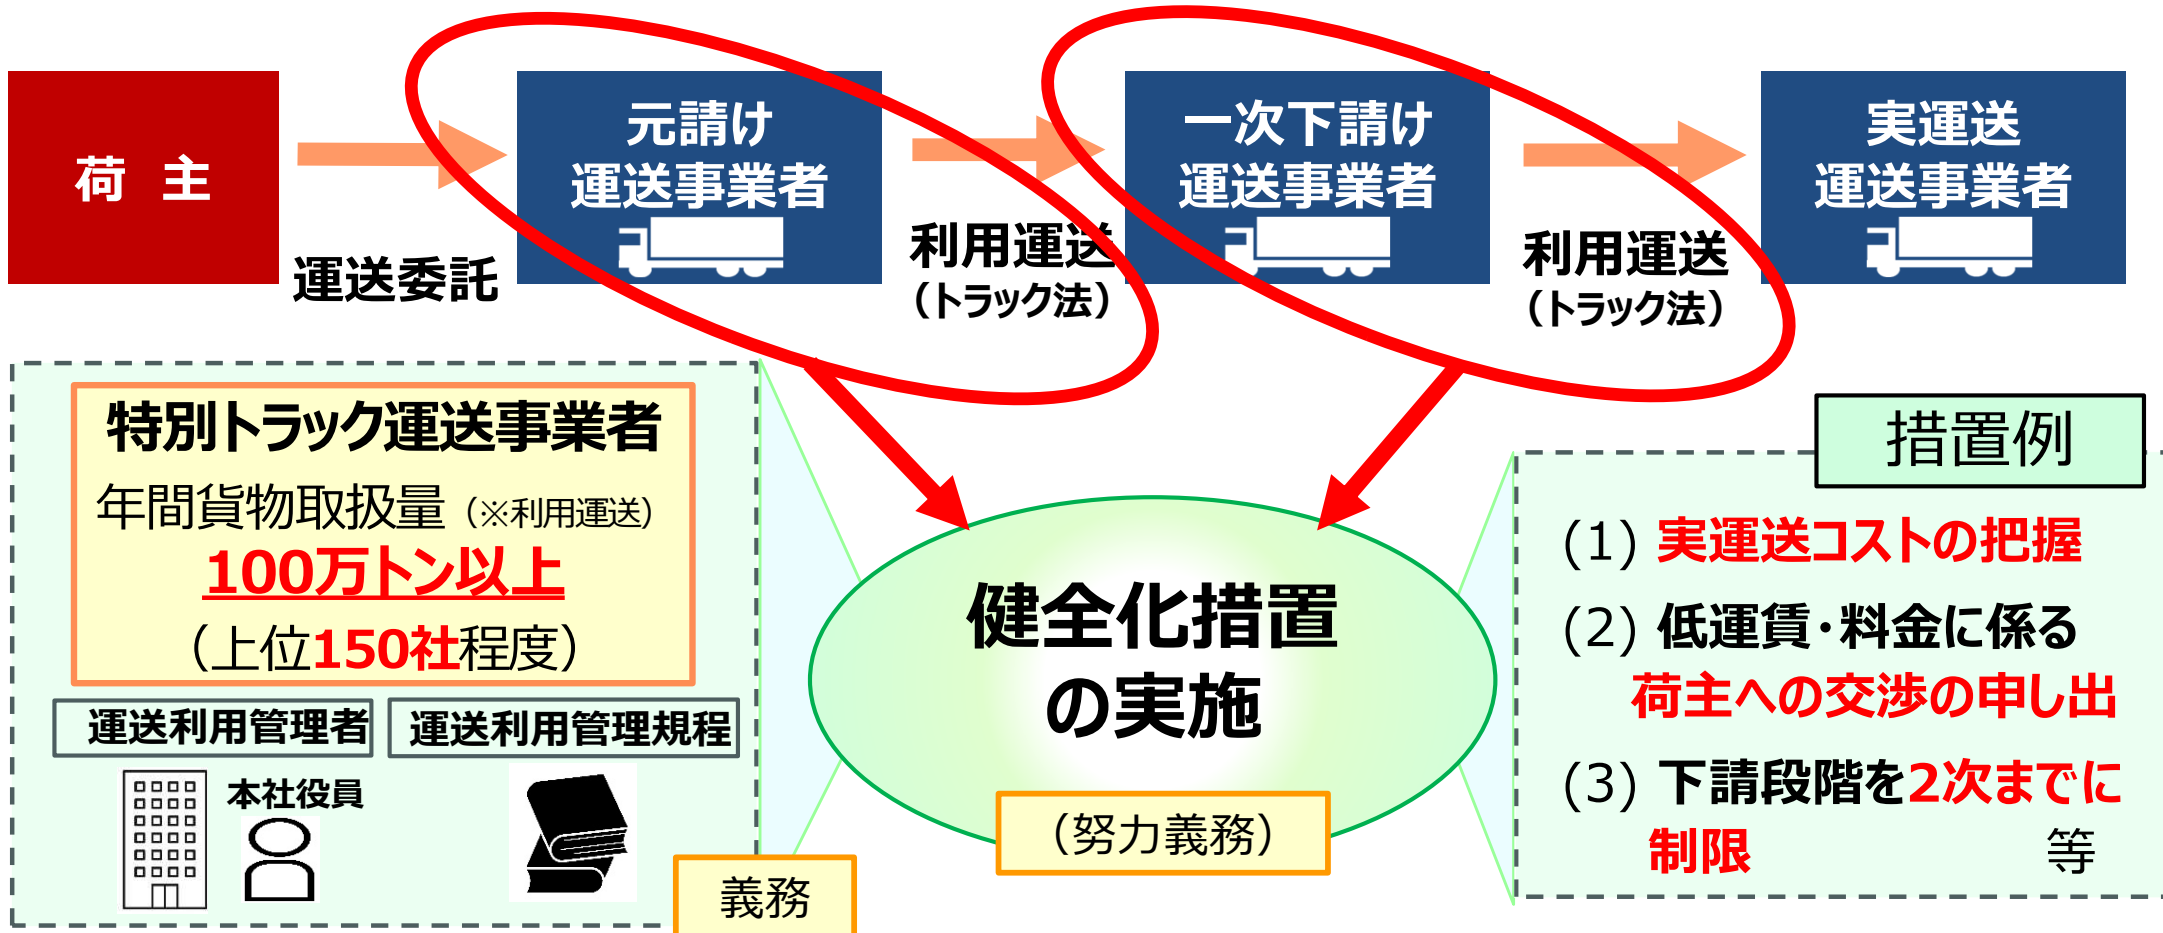 荷 主
運送委託
元請け
運送事業者
利用運送
（トラック法）
一次下請け
運送事業者
利用運送
（トラック法）
実運送
運送事業者
特別トラック運送事業者
年間貨物取扱量（※利用運送）
100万トン以上
（上位150社程度）
運送利用管理者
運送利用管理規程
本社役員
義務
健全化措置
の実施
（努力義務）
措置例
(1) 実運送コストの把握
(2) 低運賃・料金に係る
荷主への交渉の申し出
(3) 下請段階を2次までに
制限 等